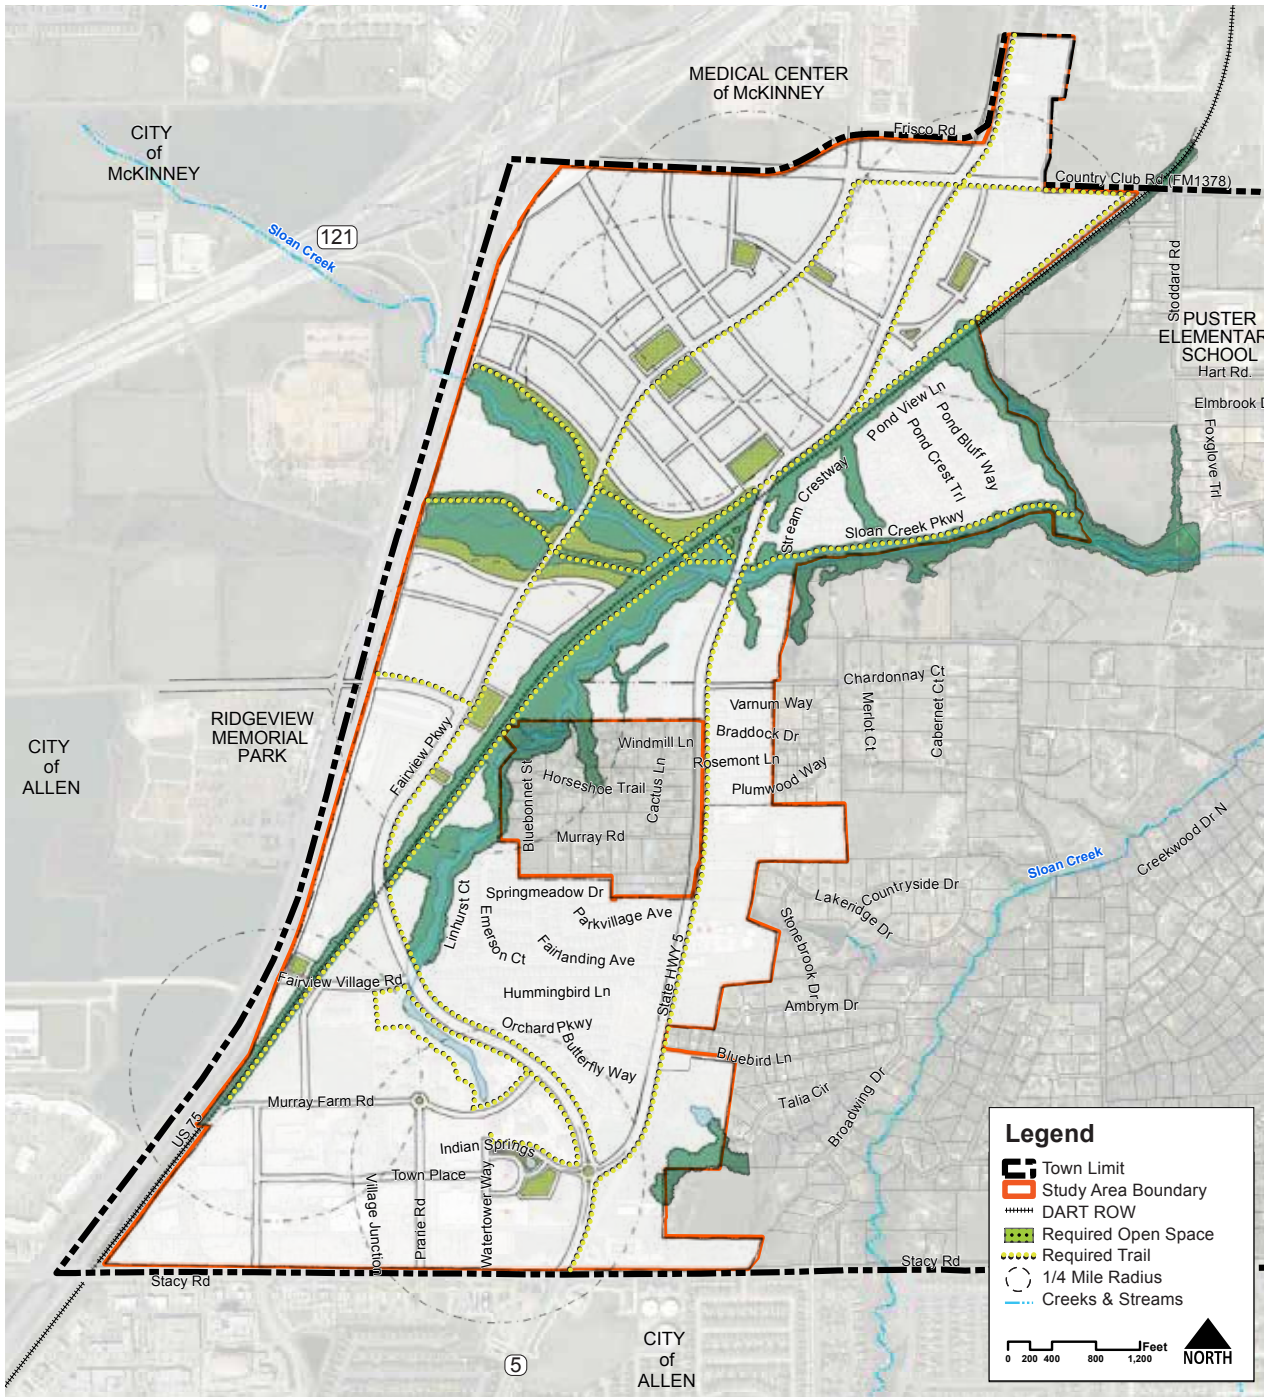 MEDICAL CENTER
of McKINNEY
CITY
of
McKINNEY
Frisco Rd
Country Club Rd (FM1378)
121
Sloan Creek
Stoddard Rd
PUSTER
ELEMENTAR
SCHOOL
Hart Rd.
Elmbrook D
Foxglove Trl
Pond View Ln
Pond Bluff Way
Pond Crest Trl
Stream Crestway
Sloan Creek Pkwy
Chardonnay Ct
Merlot Ct
Cabernet Ct Ct
Varnum Way
Braddock Dr
Rosemont Ln
Plumwood Way
RIDGEVIEW
MEMORIAL
PARK
CITY
of
ALLEN
Fairview Pkwy
Windmill Ln
Horseshoe Trail
Cactus Ln
Bluebonnet St
Murray Rd
Sloan Creek
Creekwood Dr N
Countryside Dr
Lakeridge Dr
Springmeadow Dr
Linhurst Ct
Emerson Ct
Parkvillage Ave
Fairlanding Ave
Stonebrook Dr
State HWY 5
Fairview Village Rd
Hummingbird Ln
Ambrym Dr
Orchard Pkwy
Butterfly Way
Bluebird Ln
Talia Cir
Broadwing Dr
Murray Farm Rd
US 75
Indian Springs
Town Place
Village Junction
Prairie Rd
Watertower Way
Stacy Rd
Stacy Rd
CITY
of
ALLEN
5
Legend
Town Limit
Study Area Boundary
DART ROW
Required Open Space
Required Trail
1/4 Mile Radius
Creeks & Streams
Feet
0 200 400 800 1,200
NORTH